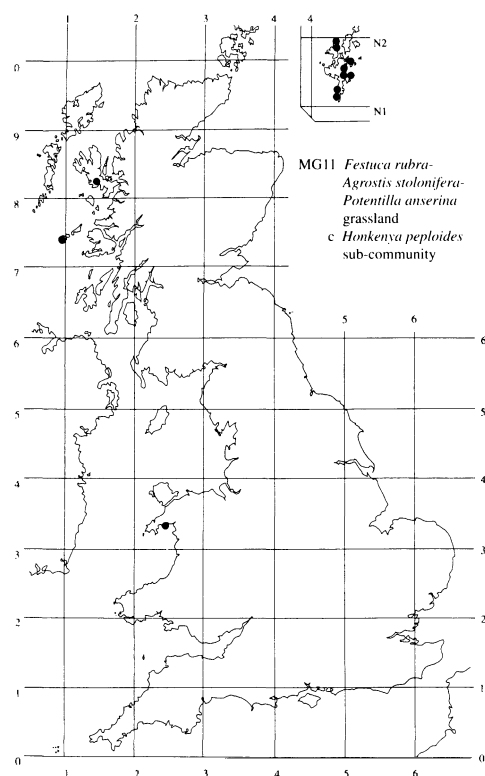 1 2 3 4
4
N2
N1
0
9
8
7
6
5
4
3
2
1
0
MG11 Festuca rubra-
Agrostis stolonifera-
Potentilla anserina
grassland
c Honkenya peploides
sub-community
5 6
6
5
4
3
2
1
0
1 2 3 4 5 6